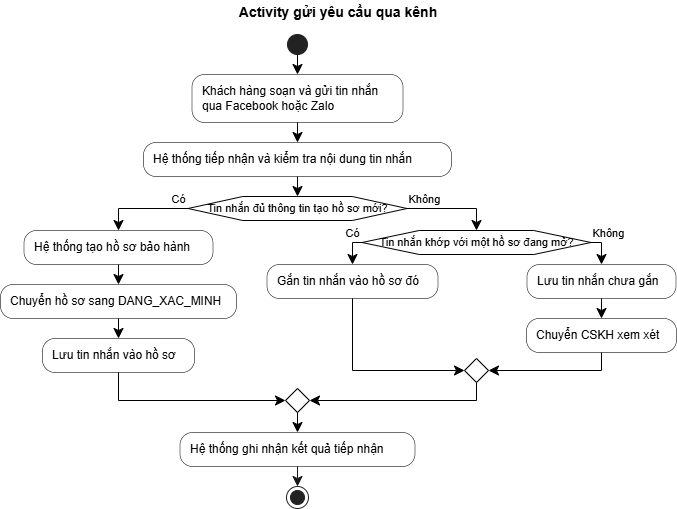 Activity gửi yêu cầu qua kênh
Khách hàng soạn và gửi tin nhắn
qua Facebook hoặc Zalo
Hệ thống tiếp nhận và kiểm tra nội dung tin nhắn
Có
Tin nhắn đủ thông tin tạo hồ sơ mới?
Không
Hệ thống tạo hồ sơ bảo hành
Có
Tin nhắn khớp với một hồ sơ đang mở?
Không
Chuyển hồ sơ sang DANG_XAC_MINH
Gắn tin nhắn vào hồ sơ đó
Lưu tin nhắn chưa gắn
Lưu tin nhắn vào hồ sơ
Chuyển CSKH xem xét
Hệ thống ghi nhận kết quả tiếp nhận